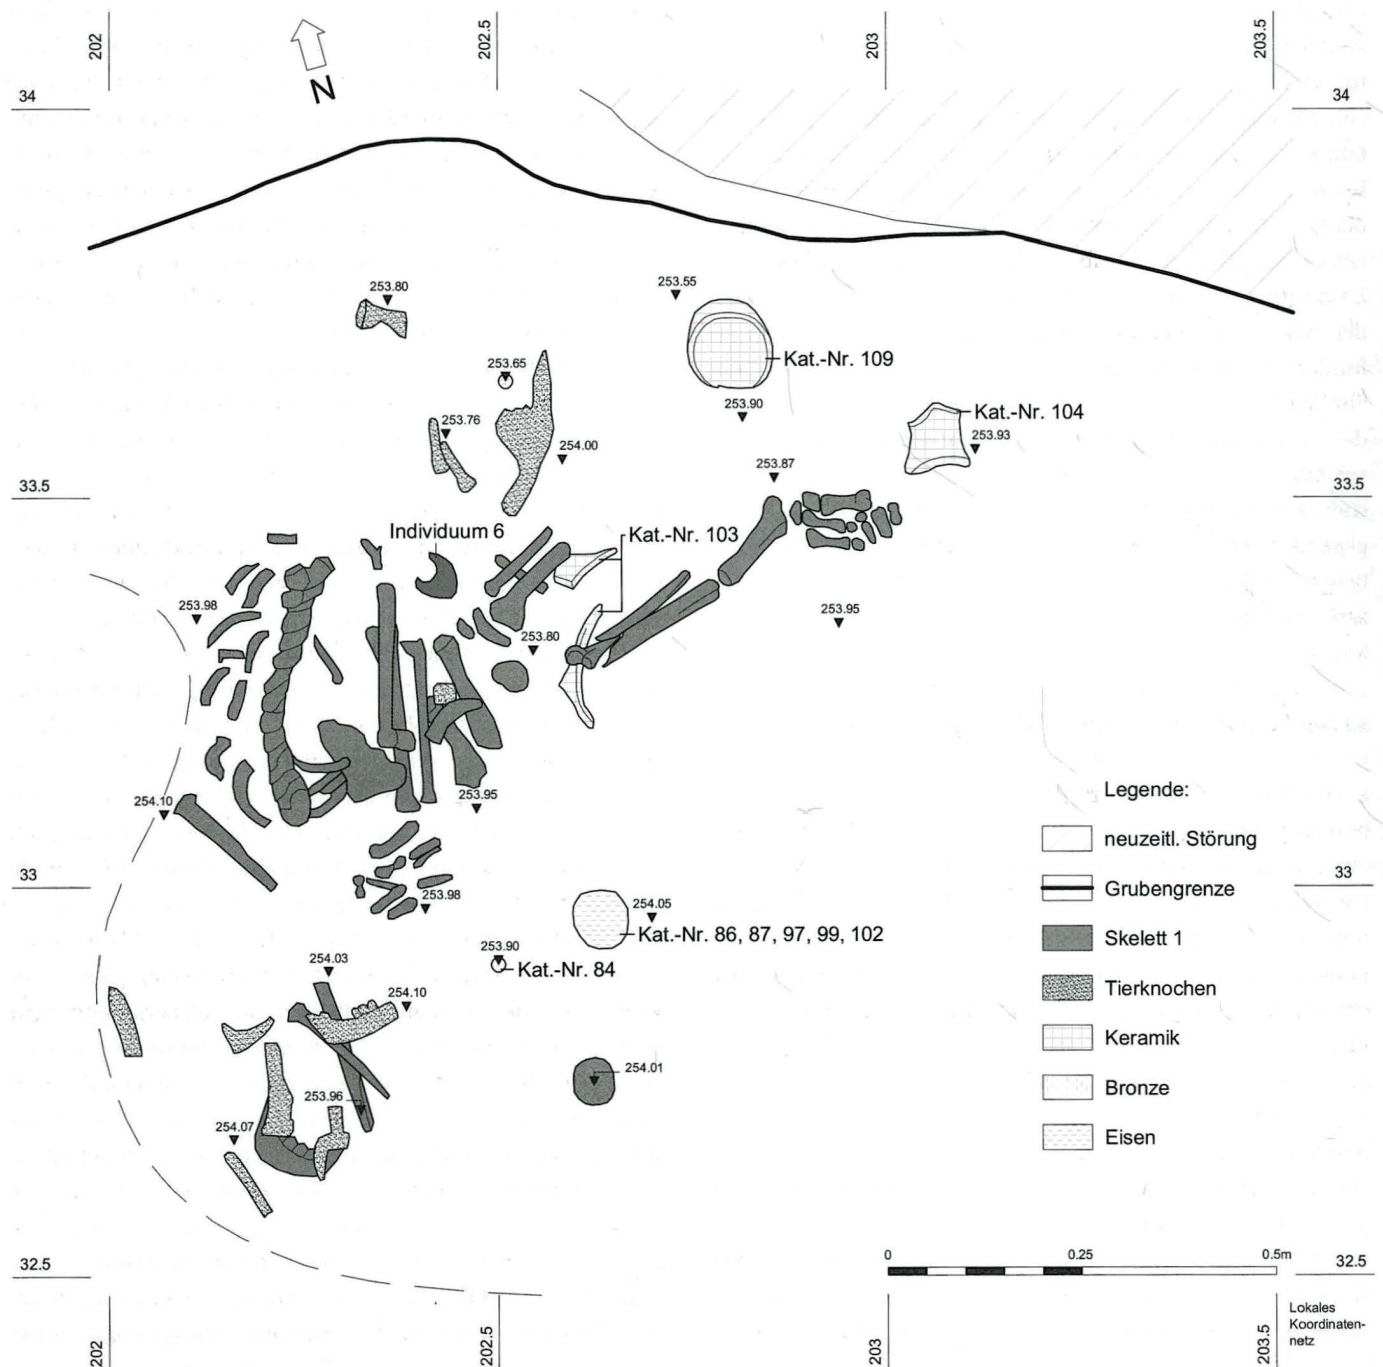 202
202.5
203
203.5
N
34
34
253.80
253.55
Kat.-Nr. 109
253.65
253.90
Kat.-Nr. 104
253.76
253.93
254.00
253.87
33.5
33.5
Individuum 6
Kat.-Nr. 103
253.98
253.95
253.80
254.10
253.95
Legende:
neuzeitl. Störung
33
33
Grubengrenze
253.98
254.05
Kat.-Nr. 86, 87, 97, 99, 102
Skelett 1
253.90
Kat.-Nr. 84
254.03
254.10
Tierknochen
Keramik
254.01
253.96
Bronze
254.07
Eisen
0
0.25
0.5m
32.5
32.5
202
202.5
203
203.5
Lokales
Koordinaten-
netz